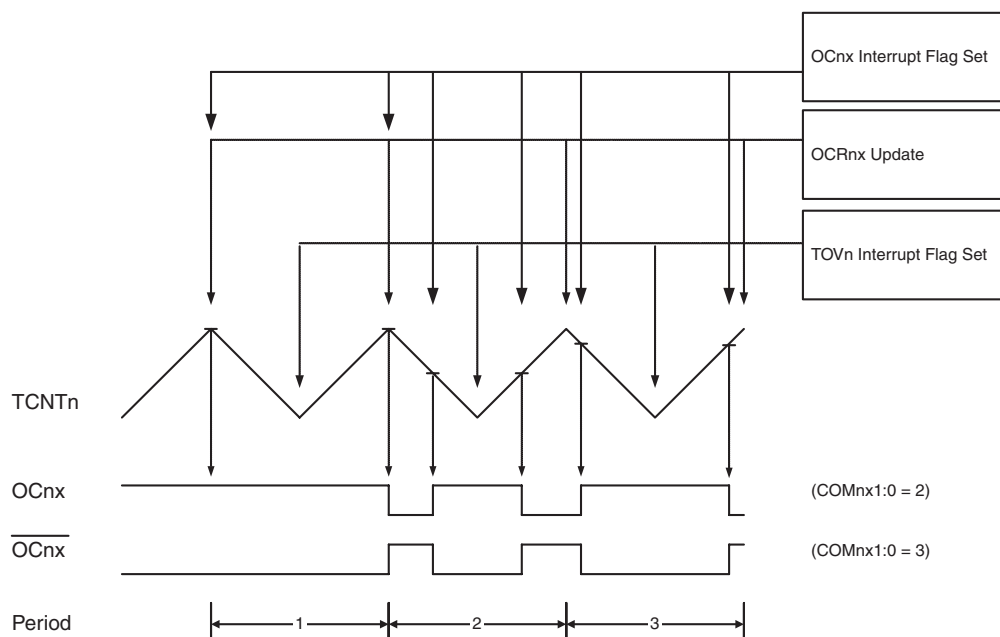 OCnx Interrupt Flag Set
OCRnx Update
TOVn Interrupt Flag Set
TCNTn
OCnx (COMnx1:0 = 2)
OCnx (COMnx1:0 = 3)
Period 1 2 3